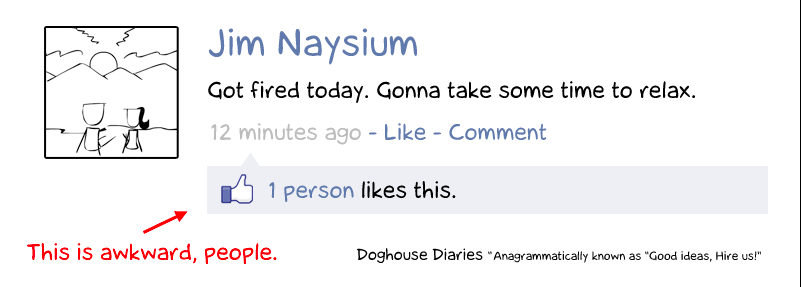 Jim Naysium
Got fired today. Gonna take some time to relax.
12 minutes ago - Like - Comment
1 person likes this.
This is awkward, people.
Doghouse Diaries "Anagrammatically known as "Good ideas, Hire us!"